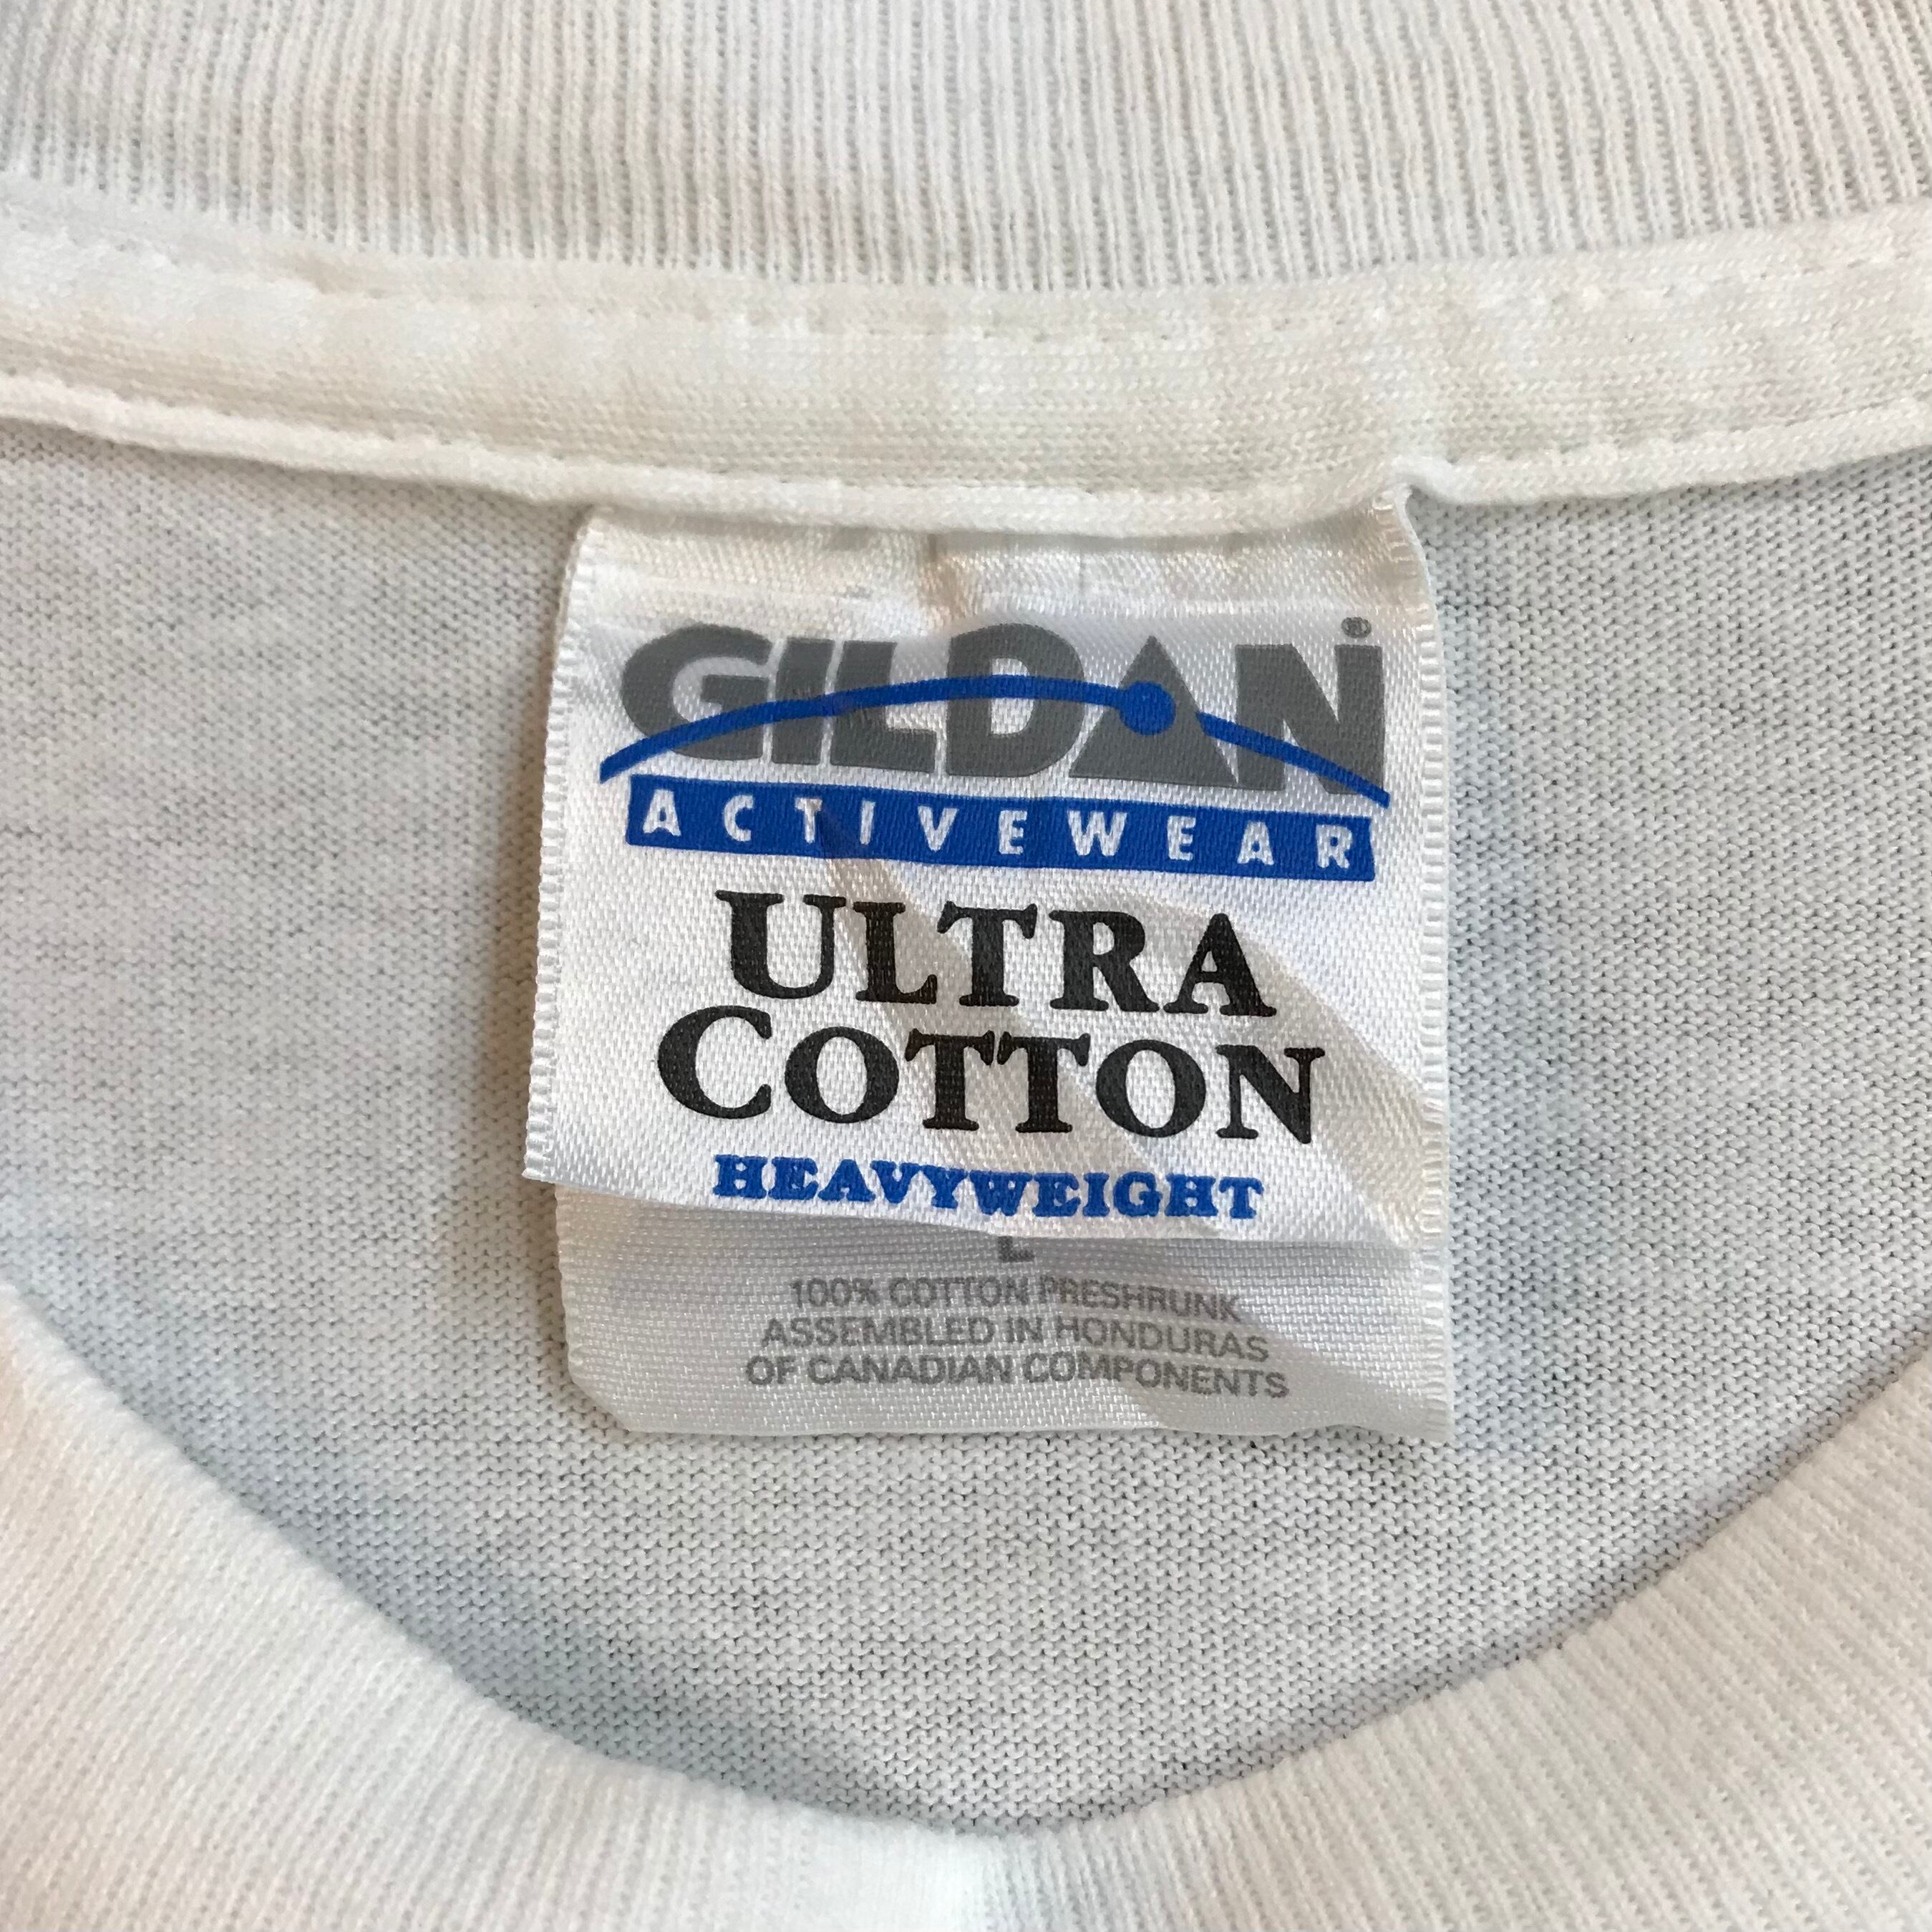 GILDAN®
ACTIVEWEAR
ULTRA
COTTON
HEAVYWEIGHT
L
100% COTTON PRESHRUNK
ASSEMBLED IN HONDURAS
OF CANADIAN COMPONENTS